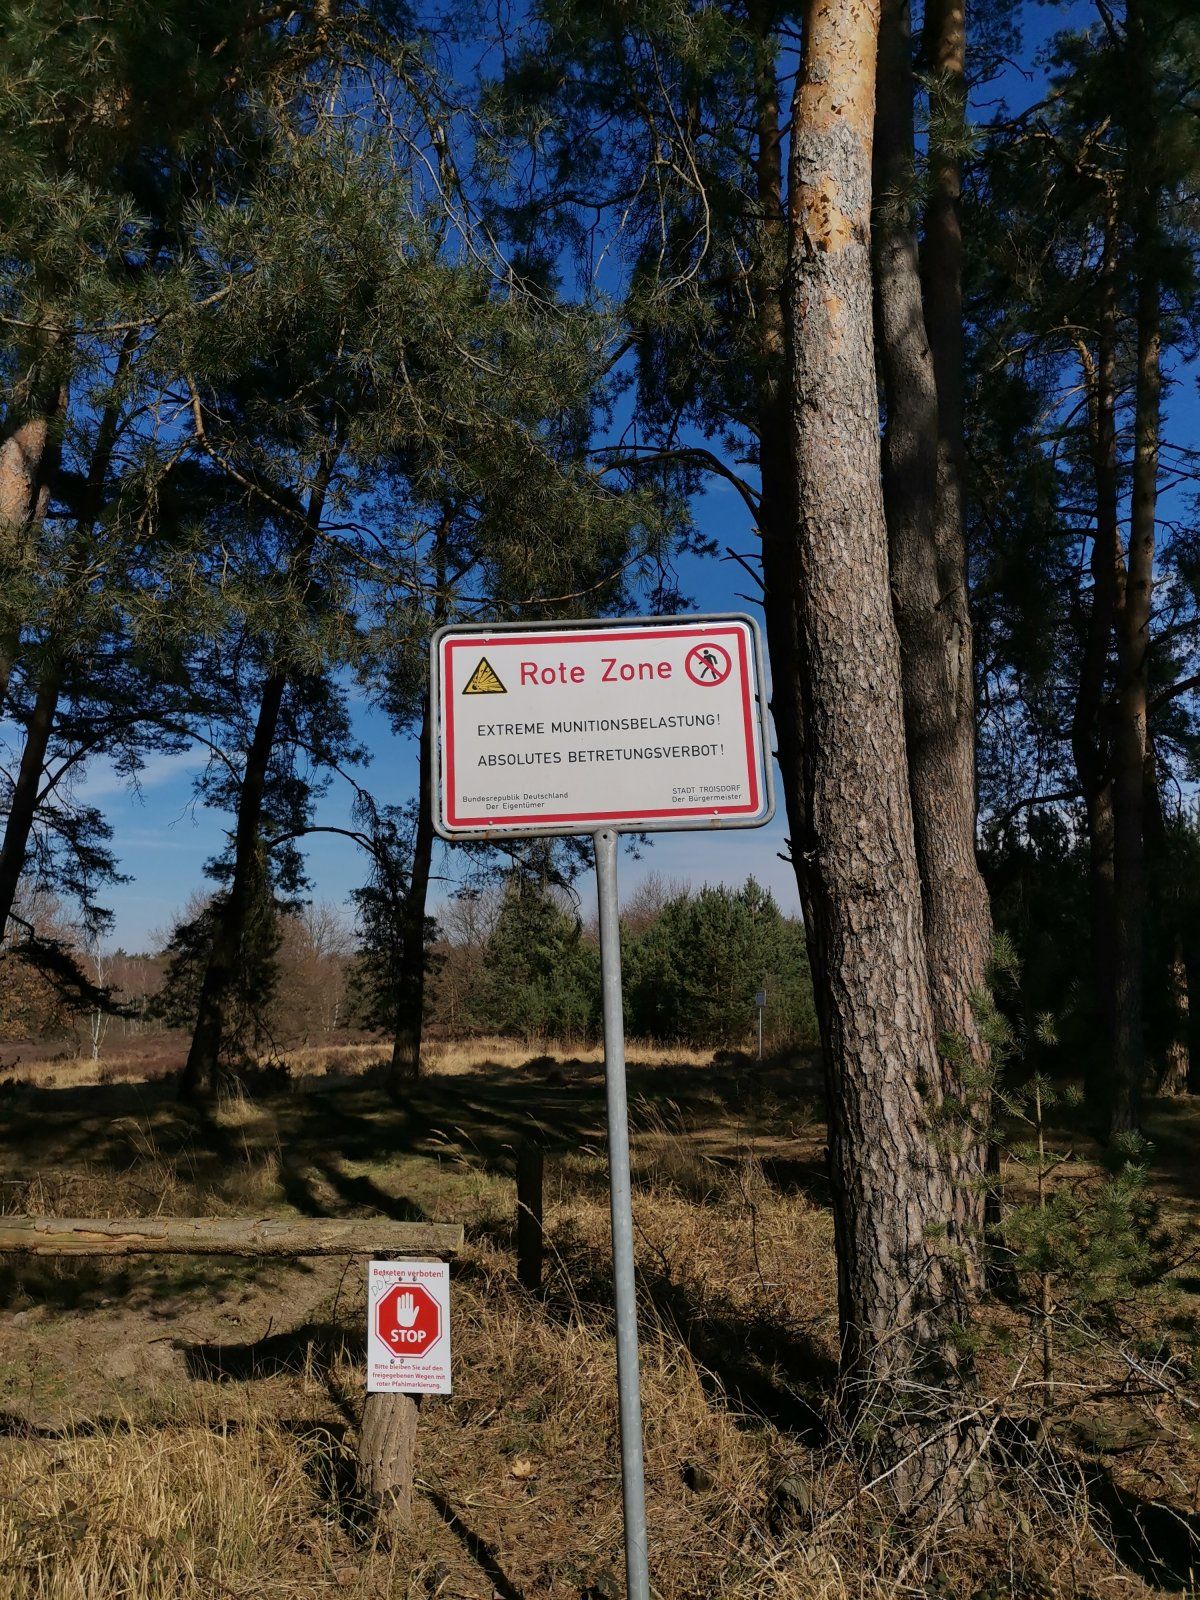 Rote Zone
EXTREME MUNITIONSBELASTUNG!
ABSOLUTES BETRETUNGSVERBOT!
Bundesrepublik Deutschland
Der Eigentümer
STADT TROISDORF
Der Bürgermeister
Betreten verboten!
DDR
STOP
Bitte bleiben Sie auf den
freigegebenen Wegen mit
roter Pfahlmarkierung.